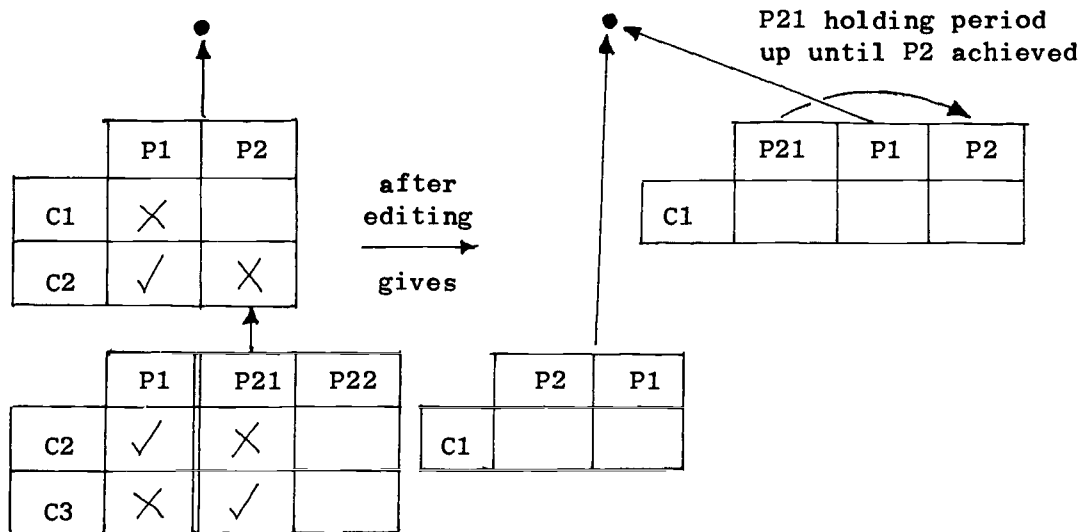 P21 holding period
up until P2 achieved
P1 P2
C1 ✗
C2 ✓ ✗
after
editing
gives
P21 P1 P2
C1
P1 P21 P22
C2 ✓ ✗
C3 ✗ ✓
P2 P1
C1